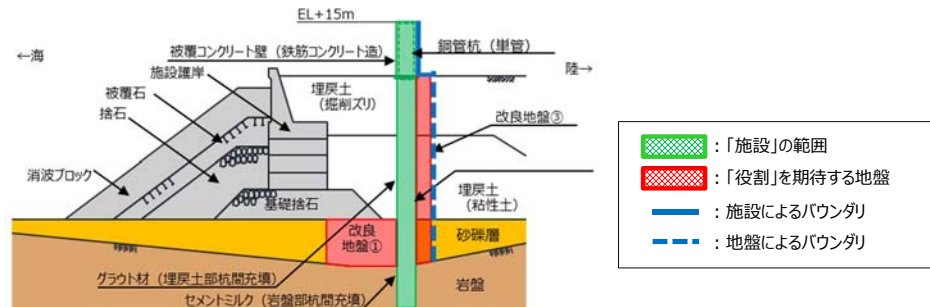 EL+15m
被覆コンクリート壁（鉄筋コンクリート造）
鋼管杭（単管）
←海
陸→
施設護岸
埋戻土
（掘削ズリ）
被覆石
捨石
改良地盤③
消波ブロック
埋戻土
（粘性土）
基礎捨石
改良
地盤①
砂礫層
グラウト材（埋戻土部杭間充填）
岩盤
セメントミルク（岩盤部杭間充填）
：「施設」の範囲
：「役割」を期待する地盤
：施設によるバウンダリ
：地盤によるバウンダリ